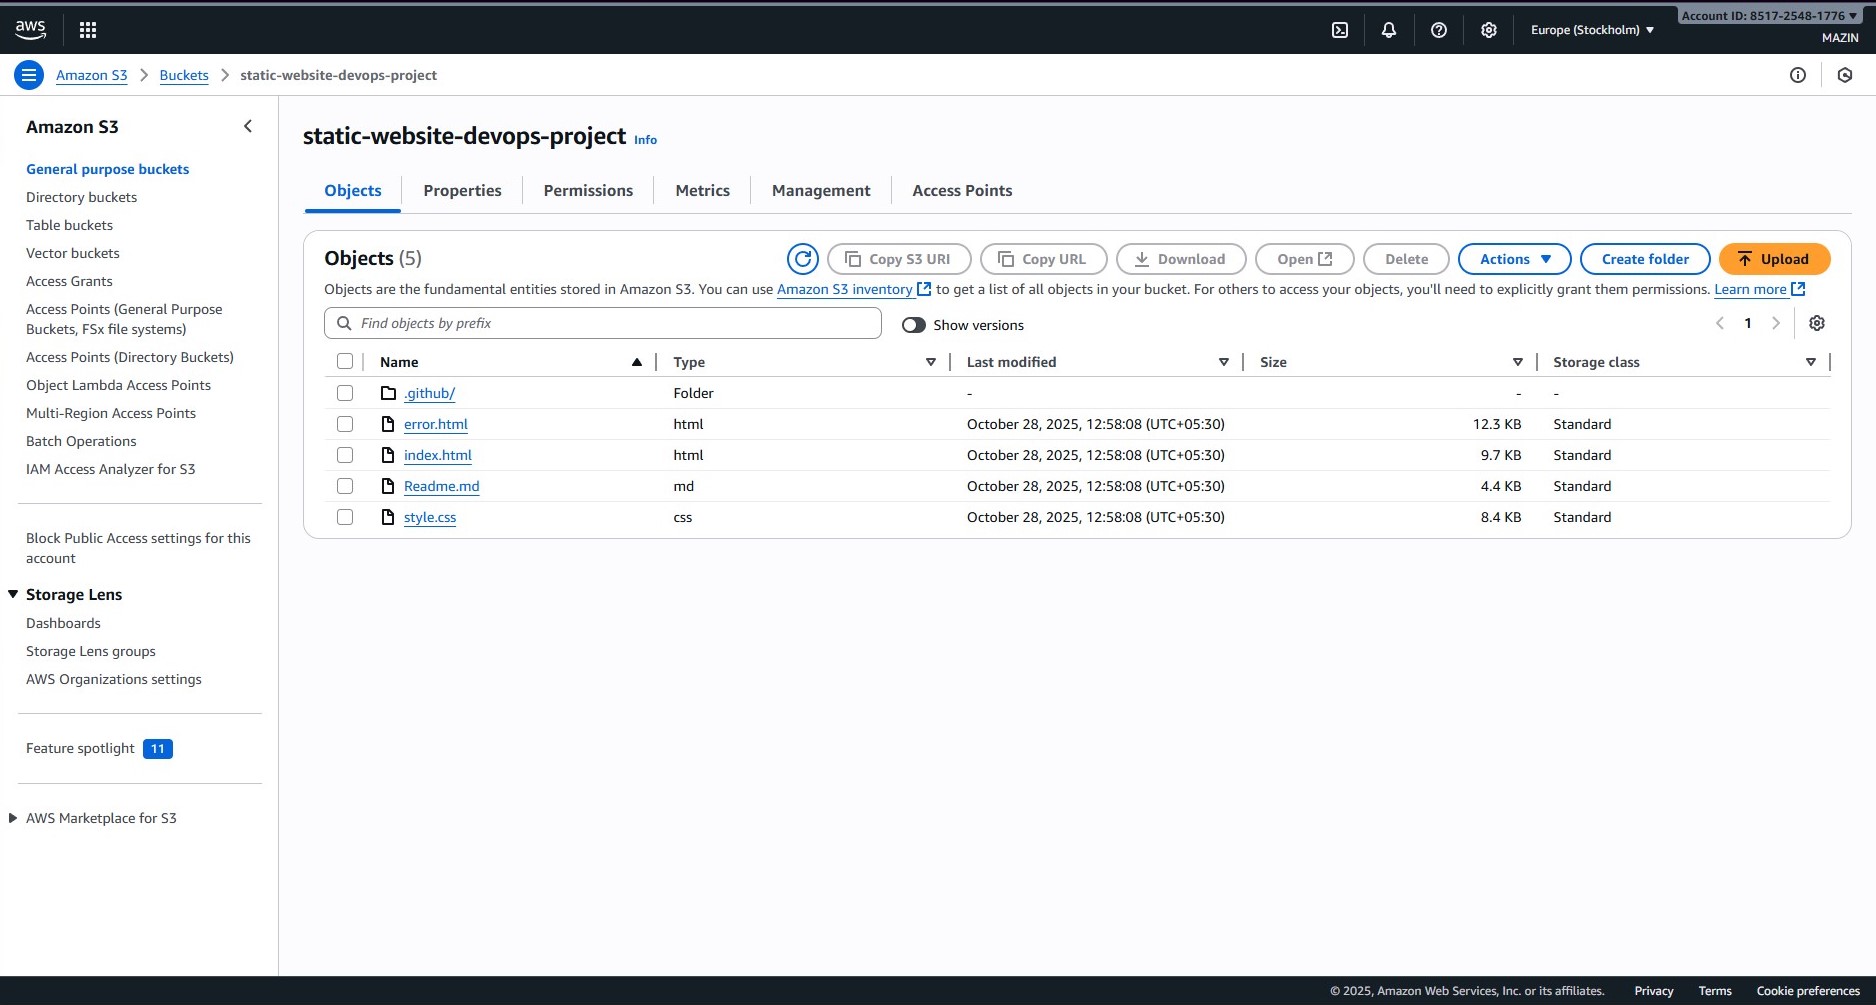 aws
Europe (Stockholm)
Account ID: 8517-2548-1776
MAZIN
Amazon S3
Buckets
static-website-devops-project
Amazon S3
General purpose buckets
Directory buckets
Table buckets
Vector buckets
Access Grants
Access Points (General Purpose
Buckets, FSx file systems)
Access Points (Directory Buckets)
Object Lambda Access Points
Multi-Region Access Points
Batch Operations
IAM Access Analyzer for S3
Block Public Access settings for this
account
Storage Lens
Dashboards
Storage Lens groups
AWS Organizations settings
Feature spotlight 11
AWS Marketplace for S3
static-website-devops-project Info
Objects Properties Permissions Metrics Management Access Points
Objects (5)
Copy S3 URI Copy URL Download Open Delete Actions Create folder Upload
Objects are the fundamental entities stored in Amazon S3. You can use Amazon S3 inventory to get a list of all objects in your bucket. For others to access your objects, you'll need to explicitly grant them permissions. Learn more
Find objects by prefix Show versions 1
Name Type Last modified Size Storage class
.github/ Folder - - -
error.html html October 28, 2025, 12:58:08 (UTC+05:30) 12.3 KB Standard
index.html html October 28, 2025, 12:58:08 (UTC+05:30) 9.7 KB Standard
Readme.md md October 28, 2025, 12:58:08 (UTC+05:30) 4.4 KB Standard
style.css css October 28, 2025, 12:58:08 (UTC+05:30) 8.4 KB Standard
© 2025, Amazon Web Services, Inc. or its affiliates. Privacy Terms Cookie preferences